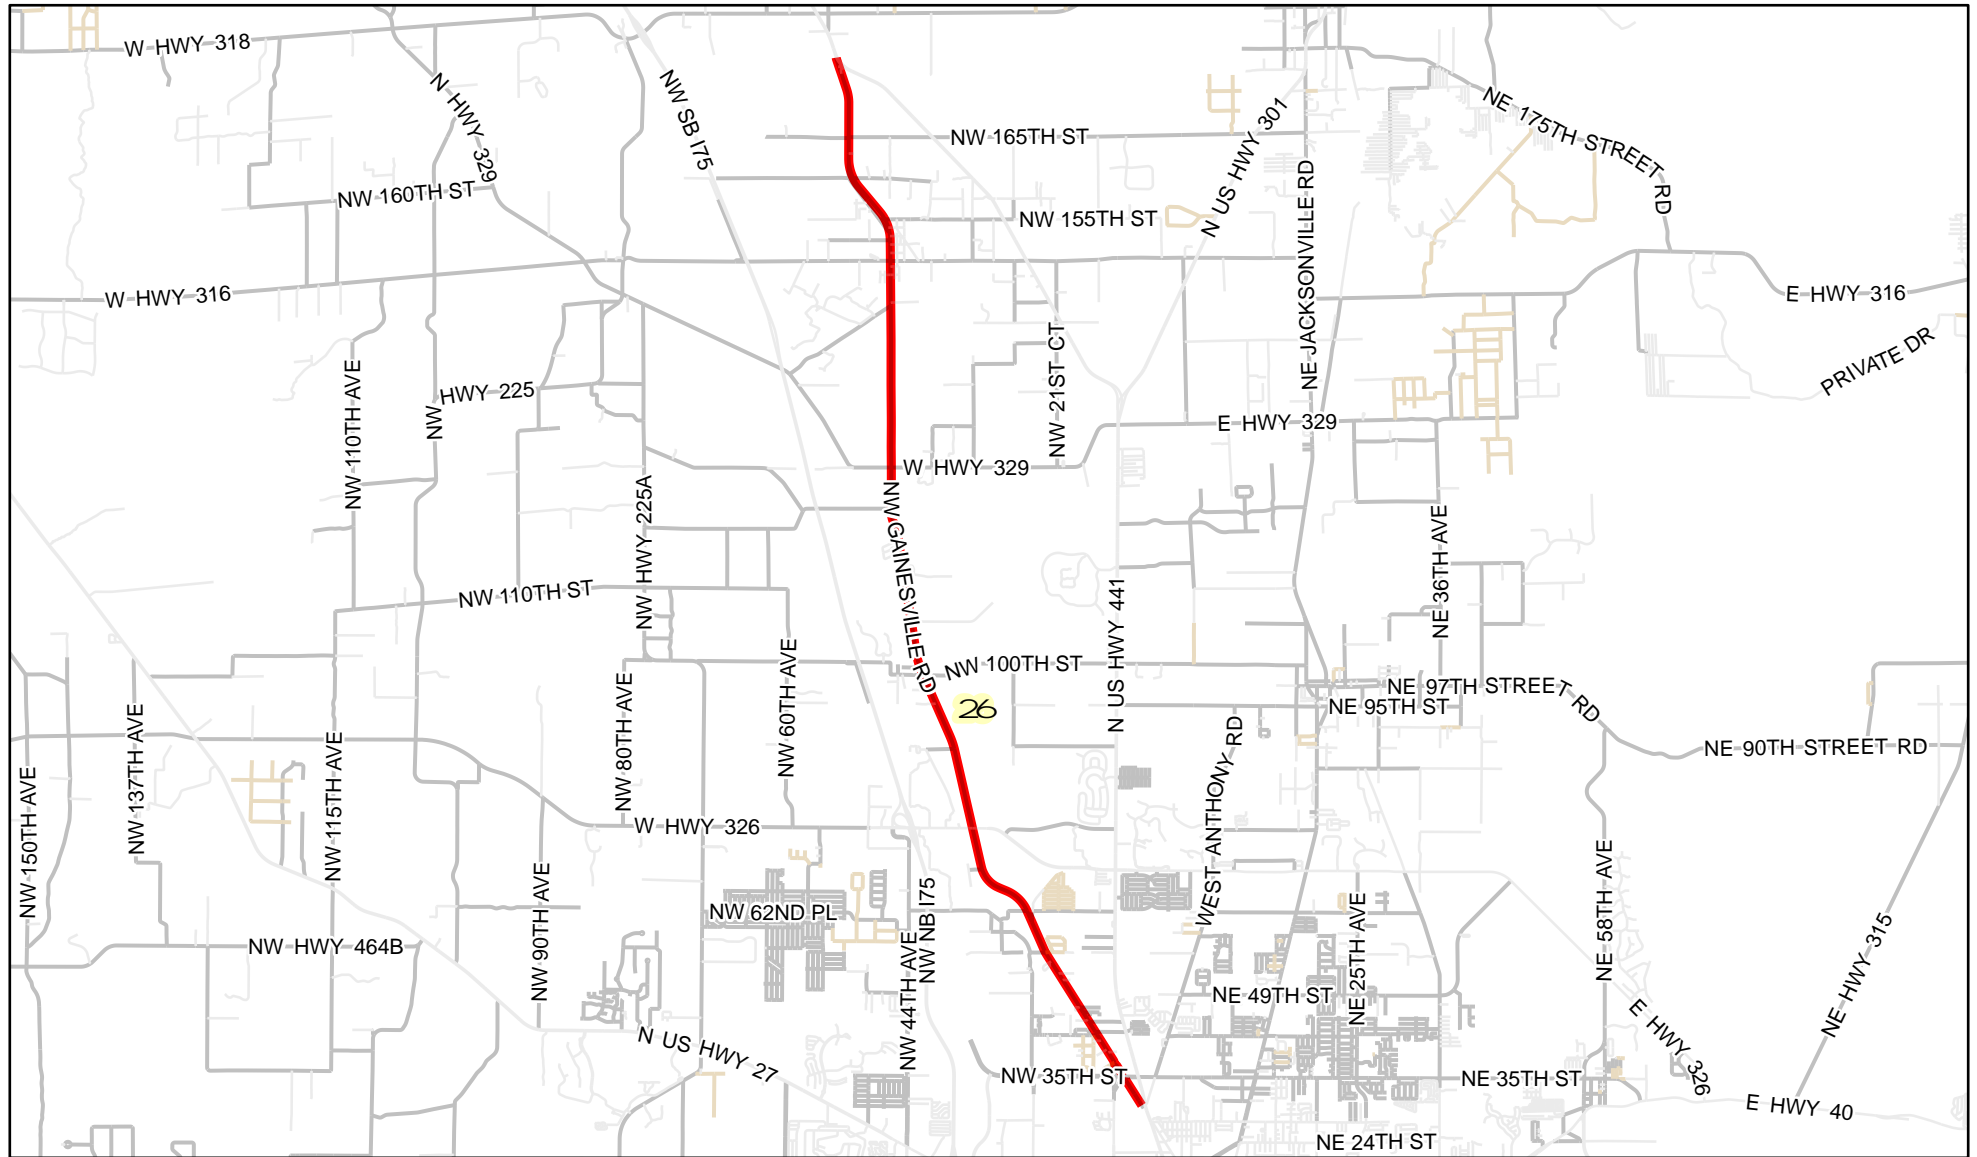 W HWY 318
N HWY 329
NW SB I75
NW 165TH ST
N US HWY 301
NE 175TH STREET RD
NW 160TH ST
NW 155TH ST
NE JACKSONVILLE RD
W HWY 316
E HWY 316
PRIVATE DR
NW 110TH AVE
NW HWY 225
NW 21ST CT
E HWY 329
W HWY 329
NW HWY 225A
NW GAINESVILLE RD
NE 36TH AVE
NW 110TH ST
N US HWY 441
NW 60TH AVE
NW 100TH ST
NW 80TH AVE
26
NE 97TH STREET RD
NE 95TH ST
NW 137TH AVE
NW 115TH AVE
NW 150TH AVE
WEST ANTHONY RD
NE 90TH STREET RD
W HWY 326
NW 90TH AVE
NW 62ND PL
NW 44TH AVE
NW NB I75
NE 25TH AVE
NE 58TH AVE
NE HWY 315
NW HWY 464B
NE 49TH ST
E HWY 326
N US HWY 27
NW 35TH ST
NE 35TH ST
E HWY 40
NE 24TH ST